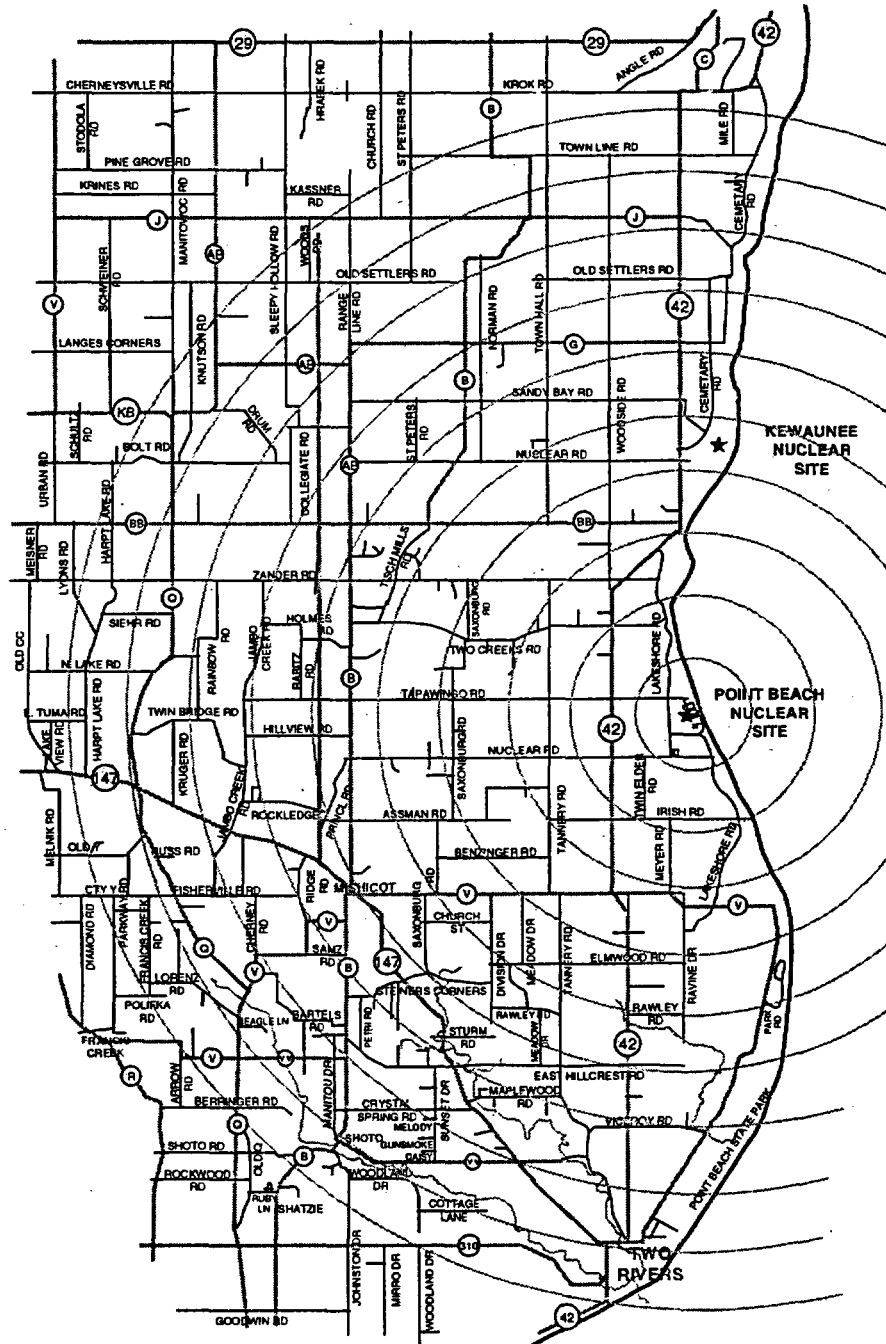 29
29
42
C
ANGLE RD
CHERNEYSVILLE RD
HRABEK RD
KROK RD
STODOLA RD
B
CHURCH RD
ST PETERS RD
MILE RD
TOWN LINE RD
PINE GROVE RD
KRINES RD
MANITOWOC RD
KASSNER RD
CEMETARY RD
J
J
SCHREINER RD
AB
SLEEPY HOLLOW RD
WOODS RD
OLD SETTLERS RD
OLD SETTLERS RD
V
RANGE LINE RD
NORMAN RD
TOWN HALL RD
42
LANGES CORNERS
KNUTSON RD
G
AB
B
WOODSIDE RD
CEMETARY RD
SANDY BAY RD
KB
DRUM RD
SCHULTZ RD
BOLT RD
ST PETERS RD
KEWAUNEE
NUCLEAR
SITE
URBAN RD
COLLEGIATE RD
AB
NUCLEAR RD
HARPT LAKE RD
BB
BB
MEISNER RD
LYONS RD
TISCH MILLS RD
ZANDER RD
Q
SIEHR RD
HOLMES RD
SAXONBURG RD
OLD CC
RAINBOW RD
JAMBO CREEK RD
RABITZ RD
TWO CREEKS RD
LAKESHORE RD
N. LAKE RD
B
TAPAWINGO RD
POINT BEACH
NUCLEAR
SITE
E. TUMA RD
TWIN BRIDGE RD
LAKE VIEW RD
HARPT LAKE RD
HILLVIEW RD
42
KRUGER RD
SAXONBURG RD
NUCLEAR RD
147
JAMBO CREEK RD
TWIN ELDER RD
ROCKLEDGE
PRINCL RD
ASSMAN RD
IRISH RD
MELNIK RD
TANNERY RD
MEYER RD
LAKESHORE RD
RUSS RD
BENZINGER RD
CTY V
FISHERVILLE RD
RIDGE RD
MISHICOT
V
V
PARKWAY RD
DIAMOND RD
FRANCIS CREEK RD
CHERNEY RD
V
SAXONBURG RD
CHURCH ST
DIVISION DR
MEADOW DR
TANNERY RD
Q
SAMZ RD
147
ELMWOOD RD
RAVINE DR
LORENZ RD
V
B
STEINERS CORNERS
POLIFKA RD
BEAGLE LN
BARTELS RD
PETRI RD
RAWLEY RD
RAWLEY RD
PARK RD
STURM RD
MEADOW DR
42
FRANCIS CREEK
V
R
ARROW RD
MANITOU DR
EAST HILLCREST RD
SUNSET DR
MAPLEWOOD RD
BERRINGER RD
CRYSTAL SPRING RD
Q
MELODY
VICEROY RD
SHOTO RD
SHOTO
GUNSMOKE
OLD Q
B
POINT BEACH STATE PARK
ROCKWOOD RD
WOODLAND DR
RUBY LN
SHATZIE
COTTAGE LANE
310
JOHNSTON DR
MIRRO DR
WOODLAND DR
TWO
RIVERS
GOODWIN RD
42